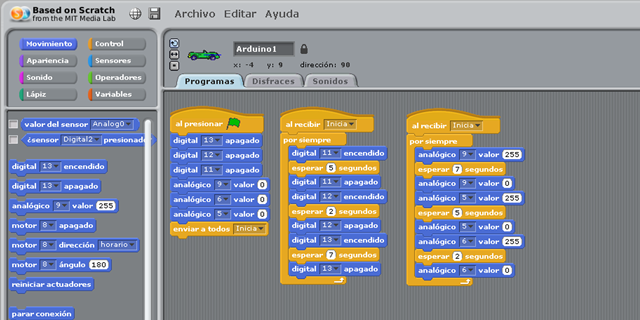 Based on Scratch
from the MIT Media Lab
Archivo Editar Ayuda
Movimiento Control
Apariencia Sensores
Sonido Operadores
Lápiz Variables
Arduino1
x: -4 y: 9 dirección: 90
Programas Disfraces Sonidos
valor del sensor Analog0
¿sensor Digital2 presionado
digital 13 encendido
digital 13 apagado
analógico 9 valor 255
motor 8 apagado
motor 8 dirección horario
motor 8 ángulo 180
reiniciar actuadores
parar conexión
al presionar
digital 13 apagado
digital 12 apagado
digital 11 apagado
analógico 9 valor 0
analógico 6 valor 0
analógico 5 valor 0
enviar a todos Inicia
al recibir Inicia
por siempre
digital 11 encendido
esperar 5 segundos
digital 11 apagado
digital 12 encendido
esperar 2 segundos
digital 12 apagado
digital 13 encendido
esperar 7 segundos
digital 13 apagado
al recibir Inicia
por siempre
analógico 9 valor 255
esperar 7 segundos
analógico 9 valor 0
analógico 5 valor 255
esperar 5 segundos
analógico 5 valor 0
analógico 6 valor 255
esperar 2 segundos
analógico 6 valor 0